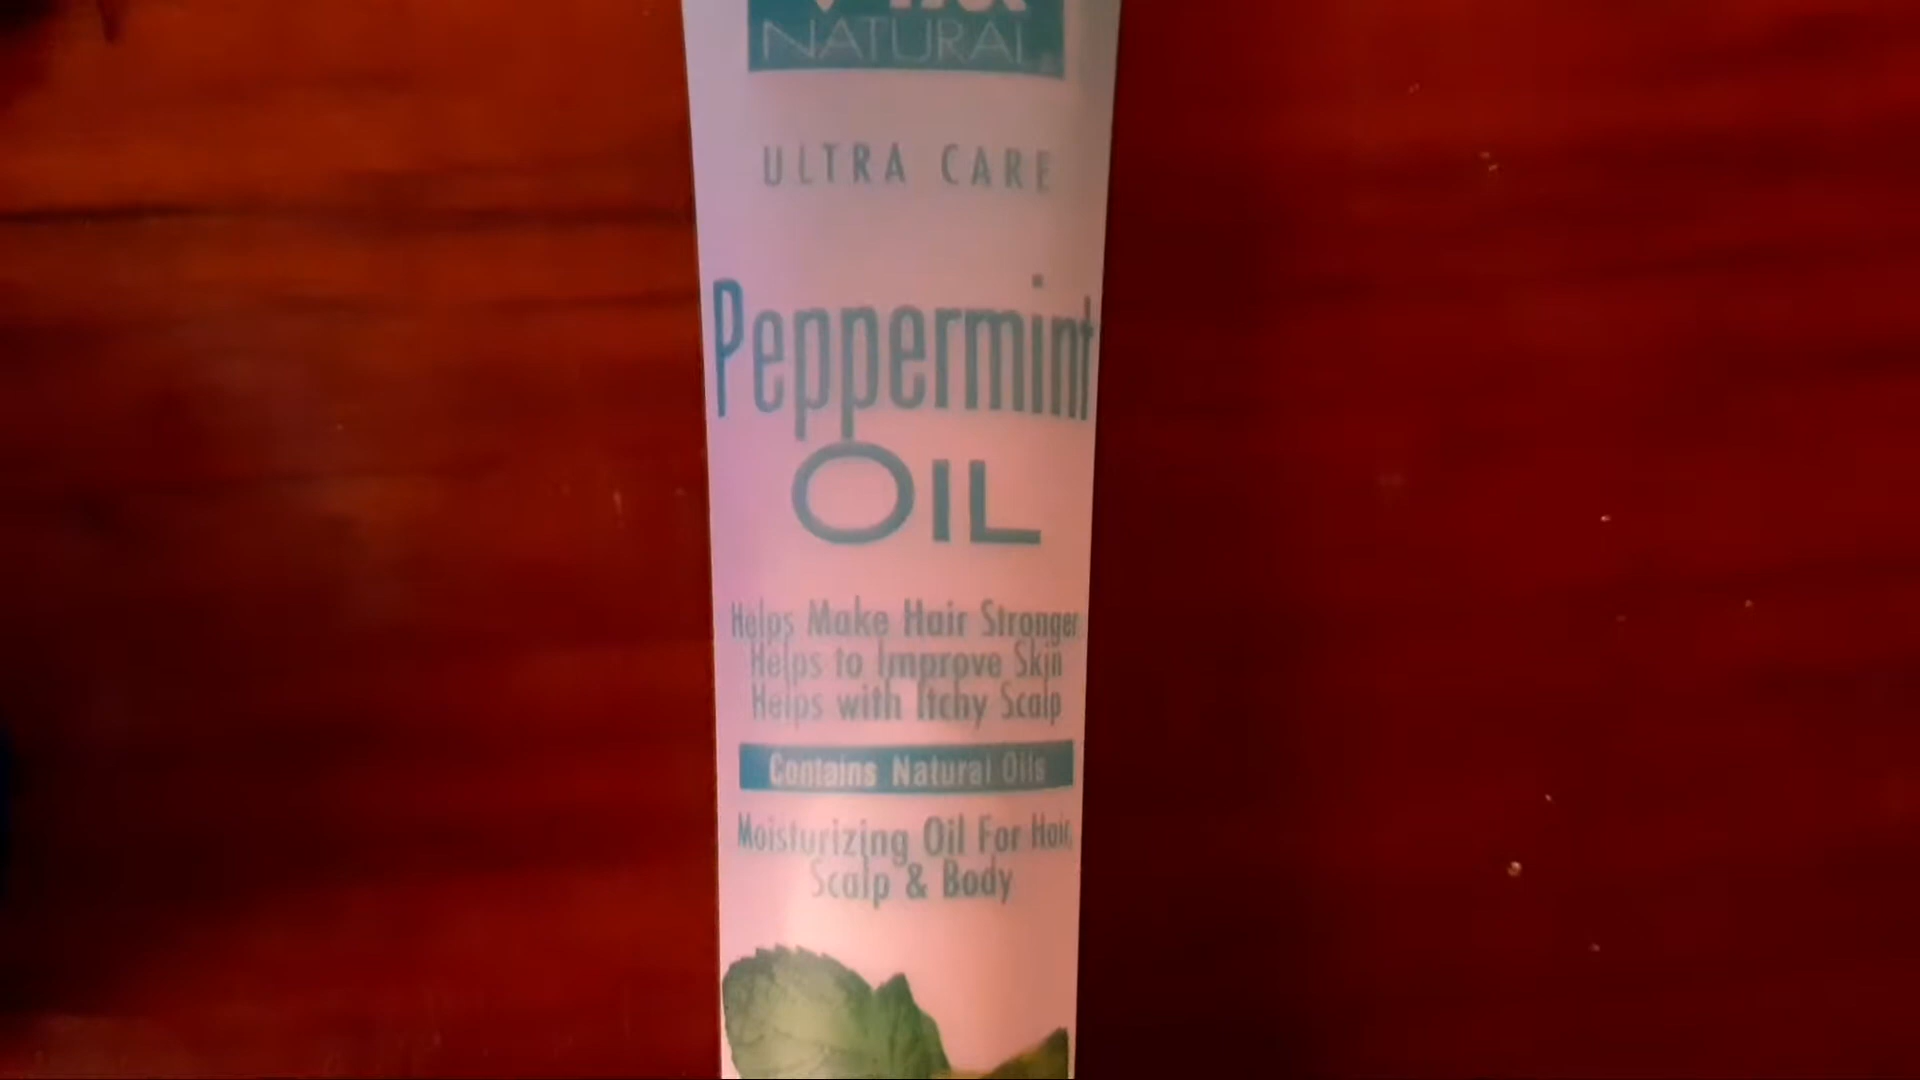 NATURAL
ULTRA CARE
Peppermint
OIL
Helps Make Hair Stronger
Helps to Improve Skin
Helps with Itchy Scalp
Contains Natural Oils
Moisturizing Oil For Hair,
Scalp & Body